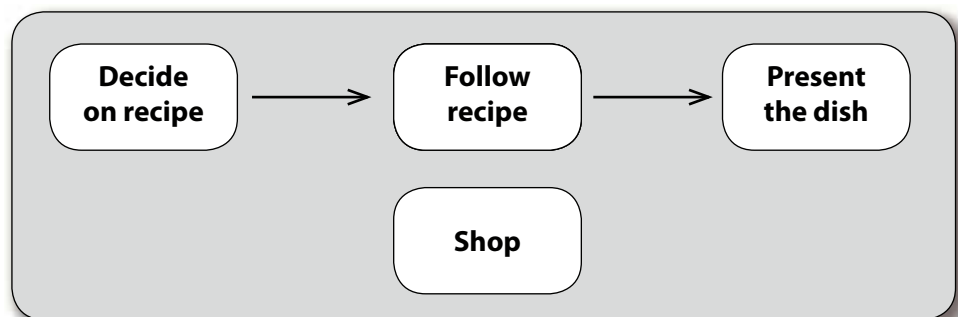 Decide
on recipe
Follow
recipe
Present
the dish
Shop